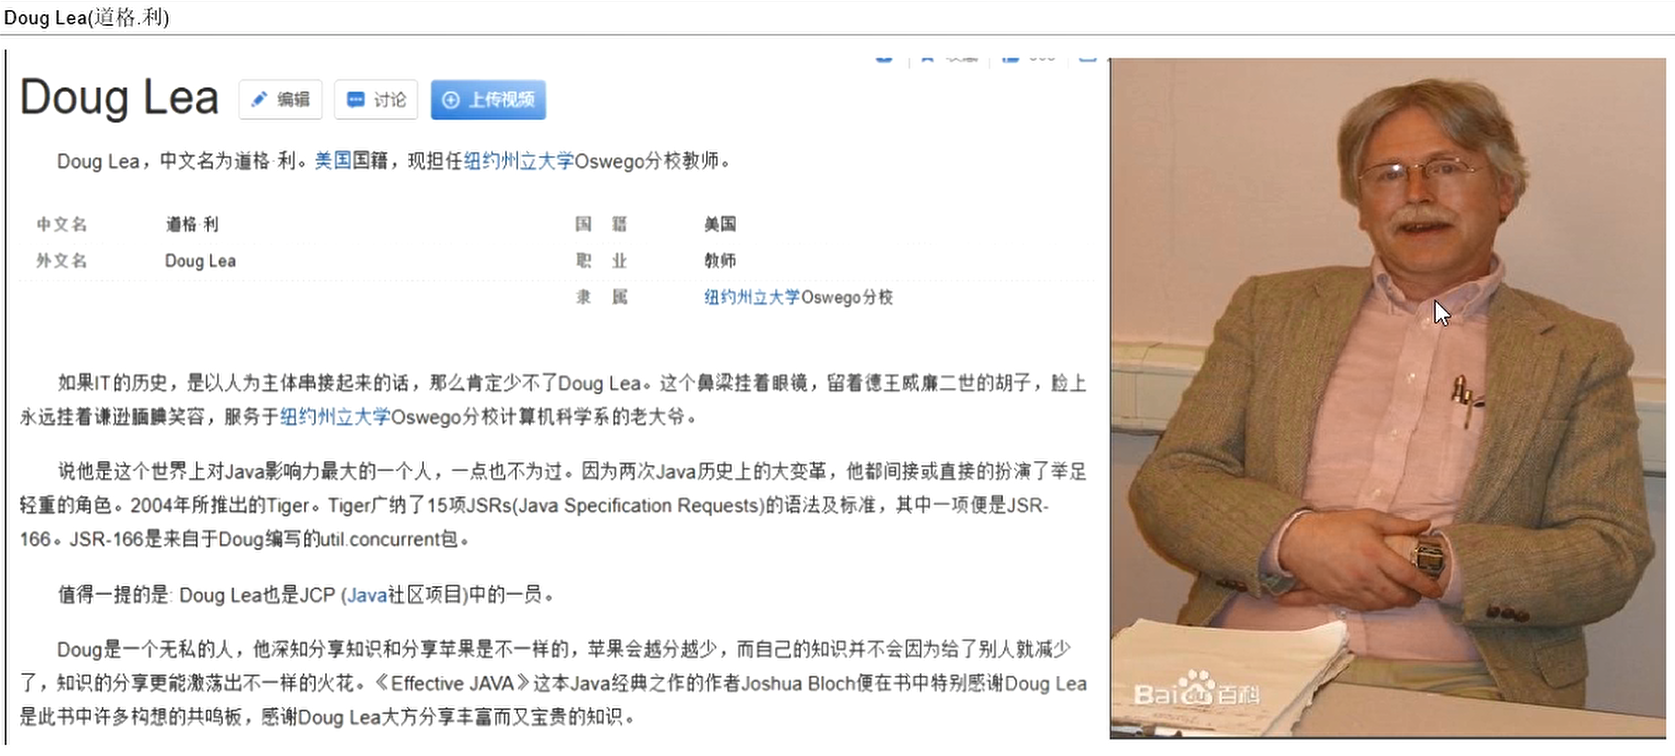 Doug Lea(道格.利)
Doug Lea 编辑 讨论 上传视频
Doug Lea，中文名为道格·利。美国国籍，现担任纽约州立大学Oswego分校教师。
中文名 道格·利 国 籍 美国
外文名 Doug Lea 职 业 教师
隶 属 纽约州立大学Oswego分校
如果IT的历史，是以人为主体串接起来的话，那么肯定少不了Doug Lea。这个鼻梁挂着眼镜，留着德王威廉二世的胡子，脸上
永远挂着谦逊腼腆笑容，服务于纽约州立大学Oswego分校计算机科学系的老大爷。
说他是这个世界上对Java影响力最大的一个人，一点也不为过。因为两次Java历史上的大变革，他都间接或直接的扮演了举足
轻重的角色。2004年所推出的Tiger。Tiger广纳了15项JSRs(Java Specification Requests)的语法及标准，其中一项便是JSR-
166。JSR-166是来自于Doug编写的util.concurrent包。
值得一提的是: Doug Lea也是JCP (Java社区项目)中的一员。
Doug是一个无私的人，他深知分享知识和分享苹果是不一样的，苹果会越分越少，而自己的知识并不会因为给了别人就减少
了，知识的分享更能激荡出不一样的火花。《Effective JAVA》这本Java经典之作的作者Joshua Bloch便在书中特别感谢Doug Lea
是此书中许多构想的共鸣板，感谢Doug Lea大方分享丰富而又宝贵的知识。
Baidu百科